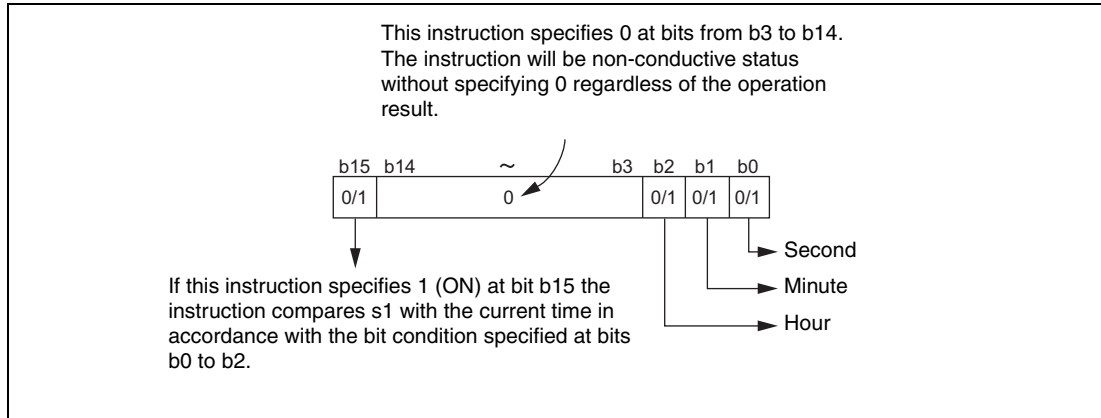 This instruction specifies 0 at bits from b3 to b14.
The instruction will be non-conductive status
without specifying 0 regardless of the operation
result.
b15 b14 ~ b3 b2 b1 b0
0/1 0 0/1 0/1 0/1
Second
Minute
Hour
If this instruction specifies 1 (ON) at bit b15 the
instruction compares s1 with the current time in
accordance with the bit condition specified at bits
b0 to b2.